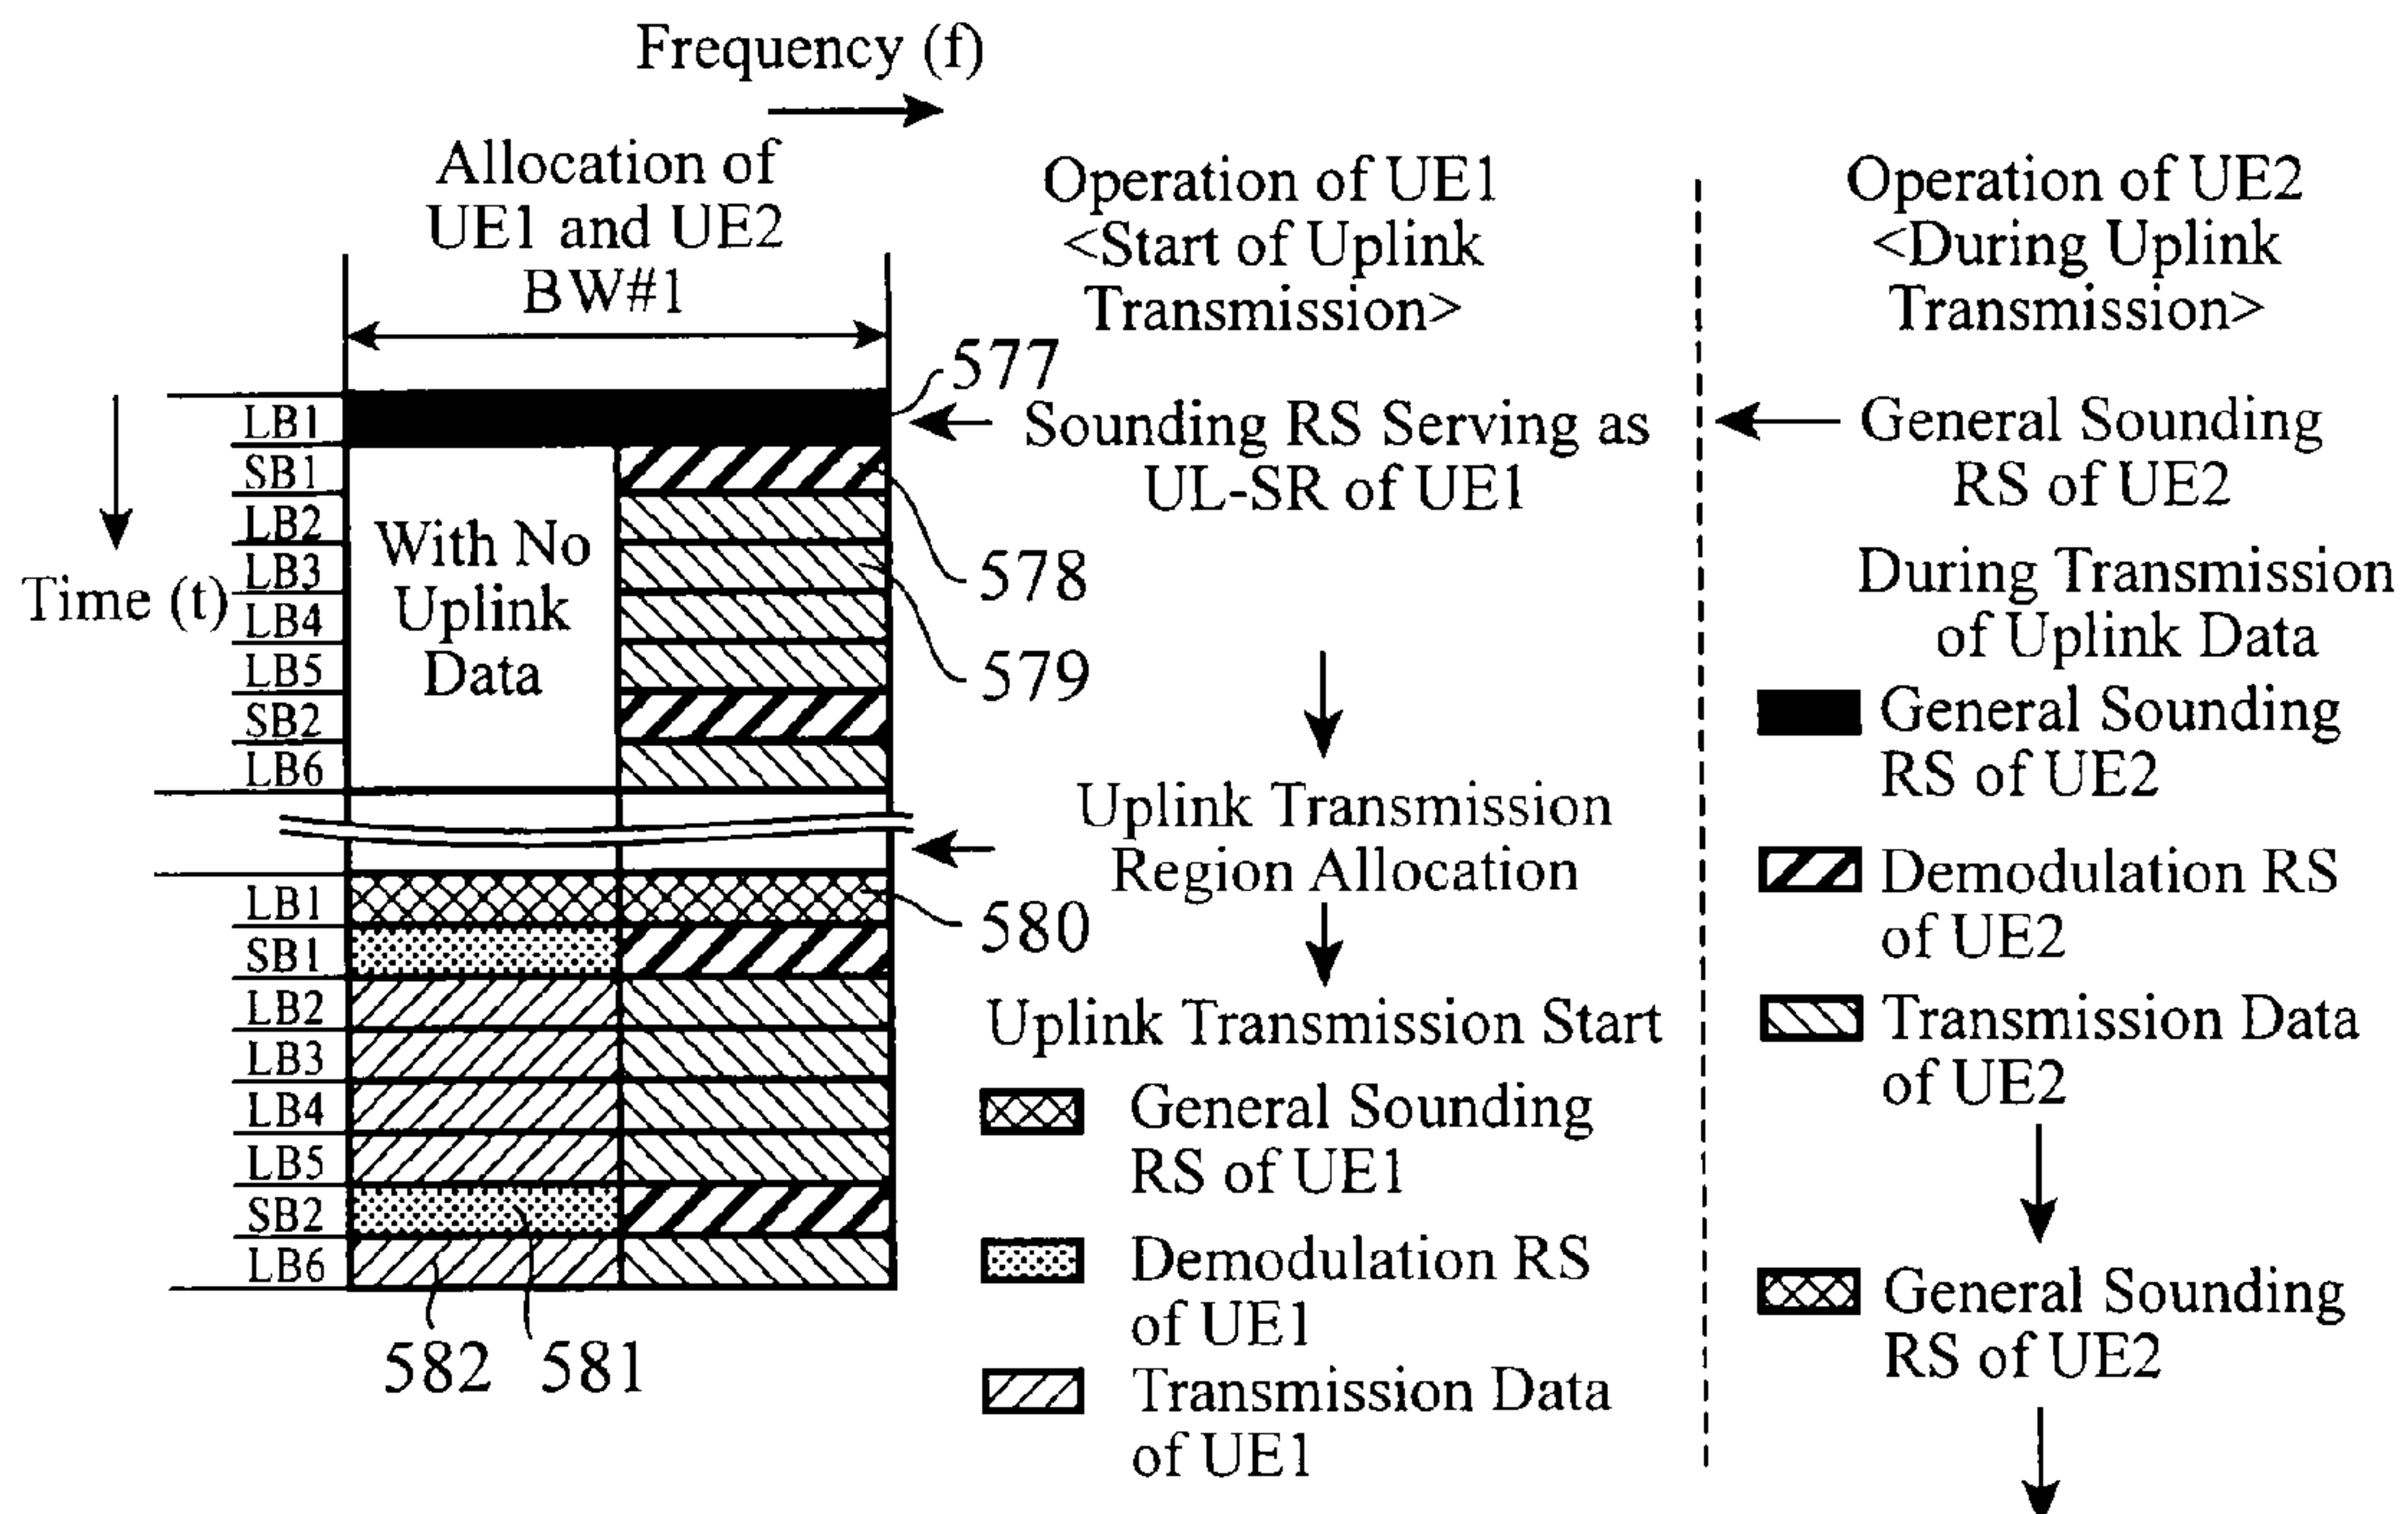 Frequency (f)
Allocation of
UE1 and UE2
BW#1
Operation of UE1
<Start of Uplink
Transmission>
Operation of UE2
<During Uplink
Transmission>
577
LB1
SB1
LB2
LB3
LB4
LB5
SB2
LB6
Time (t)
With No
Uplink
Data
578
579
Sounding RS Serving as
UL-SR of UE1
General Sounding
RS of UE2
During Transmission
of Uplink Data
General Sounding
RS of UE2
Demodulation RS
of UE2
Transmission Data
of UE2
General Sounding
RS of UE2
Uplink Transmission
Region Allocation
Uplink Transmission Start
General Sounding
RS of UE1
Demodulation RS
of UE1
Transmission Data
of UE1
LB1
SB1
LB2
LB3
LB4
LB5
SB2
LB6
580
582
581